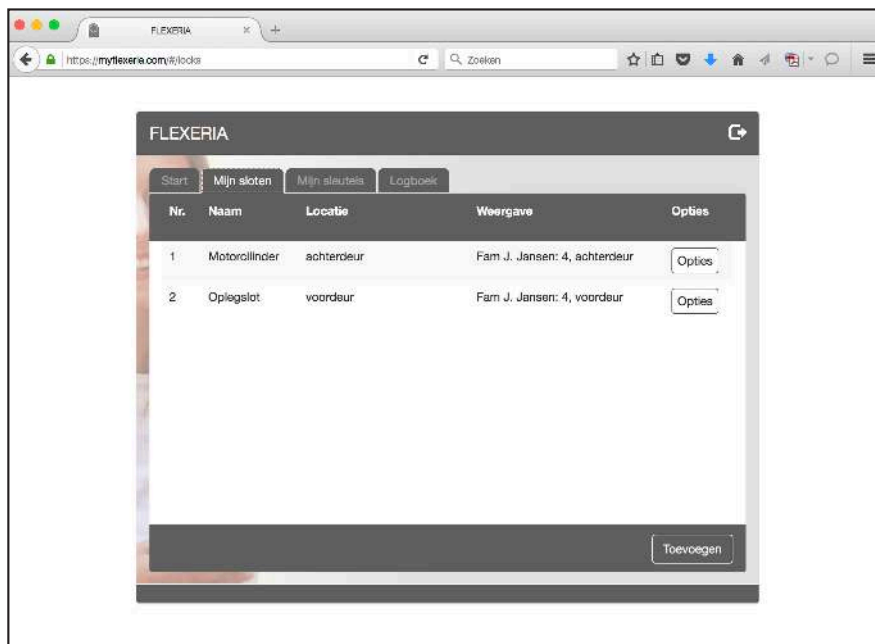 FLEXERIA
https://myflexeria.com/#/locks
Zoeken
FLEXERIA
Start Mijn sloten Mijn sleutels Logboek
Nr. Naam Locatie Weergave Opties
1 Motorcilinder achterdeur Fam J. Jansen: 4, achterdeur Opties
2 Oplegslot voordeur Fam J. Jansen: 4, voordeur Opties
Toevoegen